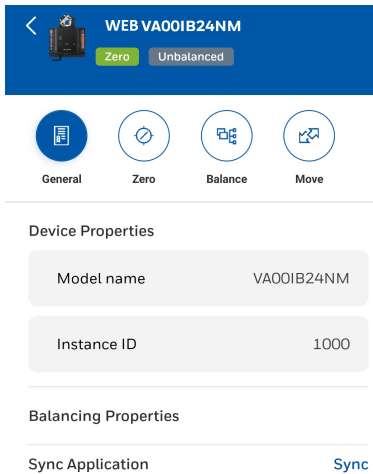 WEB VA00IB24NM
Zero Unbalanced
General Zero Balance Move
Device Properties
Model name VA00IB24NM
Instance ID 1000
Balancing Properties
Sync Application Sync